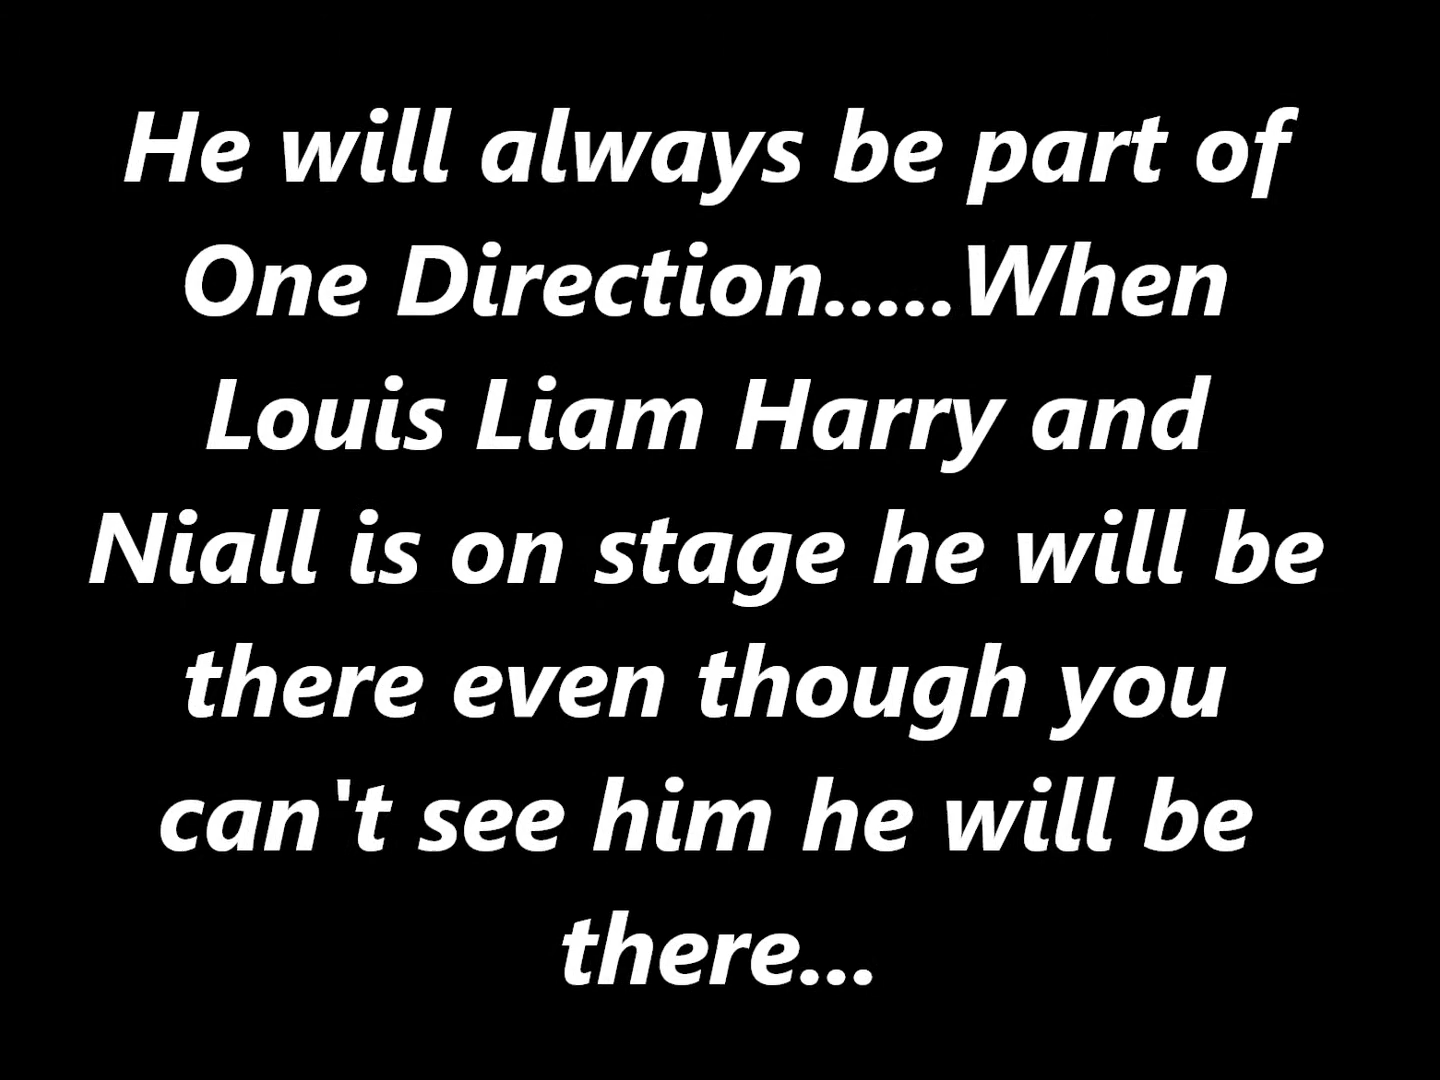 He will always be part of
One Direction.....When
Louis Liam Harry and
Niall is on stage he will be
there even though you
can't see him he will be
there...